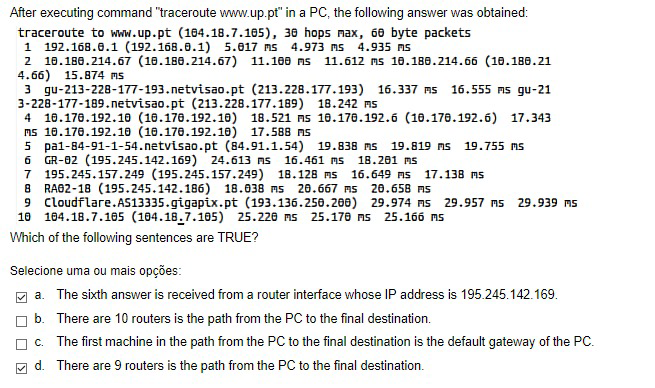 After executing command "traceroute www.up.pt" in a PC, the following answer was obtained:
traceroute to www.up.pt (104.18.7.105), 30 hops max, 60 byte packets
1 192.168.0.1 (192.168.0.1) 5.017 ms 4.973 ms 4.935 ms
2 10.180.214.67 (10.180.214.67) 11.100 ms 11.612 ms 10.180.214.66 (10.180.21
4.66) 15.874 ms
3 gu-213-228-177-193.netvisao.pt (213.228.177.193) 16.337 ms 16.555 ms gu-21
3-228-177-189.netvisao.pt (213.228.177.189) 18.242 ms
4 10.170.192.10 (10.170.192.10) 18.521 ms 10.170.192.6 (10.170.192.6) 17.343
ms 10.170.192.10 (10.170.192.10) 17.588 ms
5 pa1-84-91-1-54.netvisao.pt (84.91.1.54) 19.838 ms 19.819 ms 19.755 ms
6 GR-02 (195.245.142.169) 24.613 ms 16.461 ms 18.201 ms
7 195.245.157.249 (195.245.157.249) 18.128 ms 16.649 ms 17.138 ms
8 RA02-18 (195.245.142.186) 18.038 ms 20.667 ms 20.658 ms
9 Cloudflare.AS13335.gigapix.pt (193.136.250.200) 29.974 ms 29.957 ms 29.939 ms
10 104.18.7.105 (104.18.7.105) 25.220 ms 25.170 ms 25.166 ms
Which of the following sentences are TRUE?
Selecione uma ou mais opções:
a. The sixth answer is received from a router interface whose IP address is 195.245.142.169.
b. There are 10 routers is the path from the PC to the final destination.
c. The first machine in the path from the PC to the final destination is the default gateway of the PC.
d. There are 9 routers is the path from the PC to the final destination.